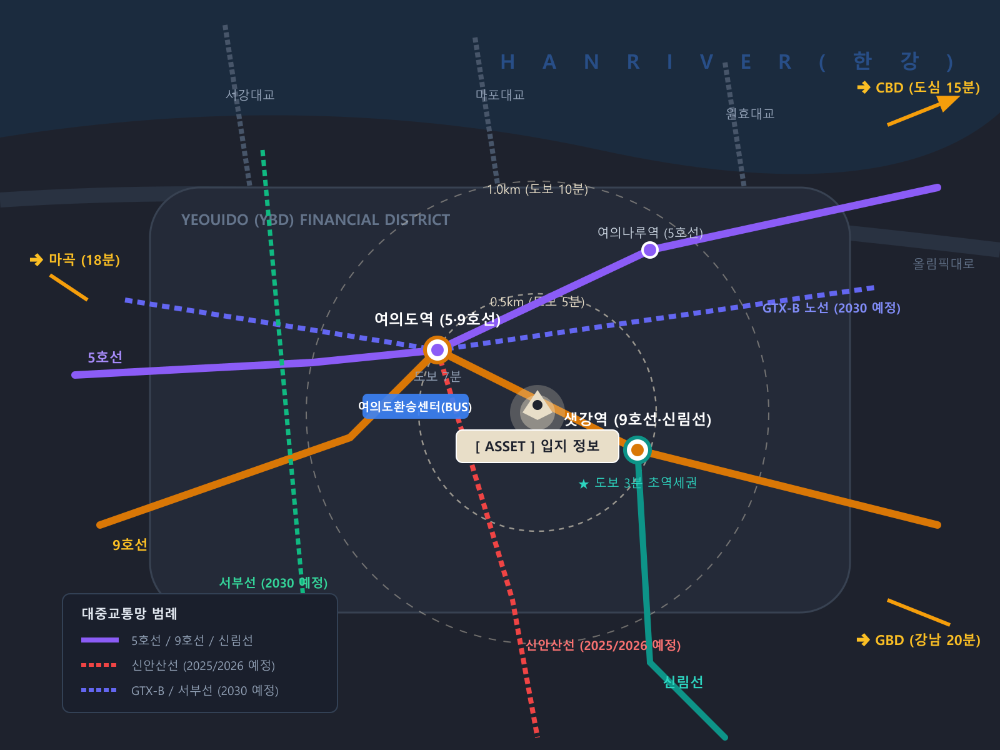 H A N R I V E R ( 한 강 )
➔ CBD (도심 15분)
서강대교
마포대교
원효대교
1.0km (도보 10분)
YEOUIDO (YBD) FINANCIAL DISTRICT
여의나루역 (5호선)
➔ 마곡 (18분)
올림픽대로
0.5km (도보 5분)
GTX-B 노선 (2030 예정)
여의도역 (5·9호선)
5호선
도보 7분
여의도환승센터(BUS)
샛강역 (9호선·신림선)
[ ASSET ] 입지 정보
★ 도보 3분 초역세권
9호선
서부선 (2030 예정)
대중교통망 범례
5호선 / 9호선 / 신림선
신안산선 (2025/2026 예정)
GTX-B / 서부선 (2030 예정)
신안산선 (2025/2026 예정)
➔ GBD (강남 20분)
신림선